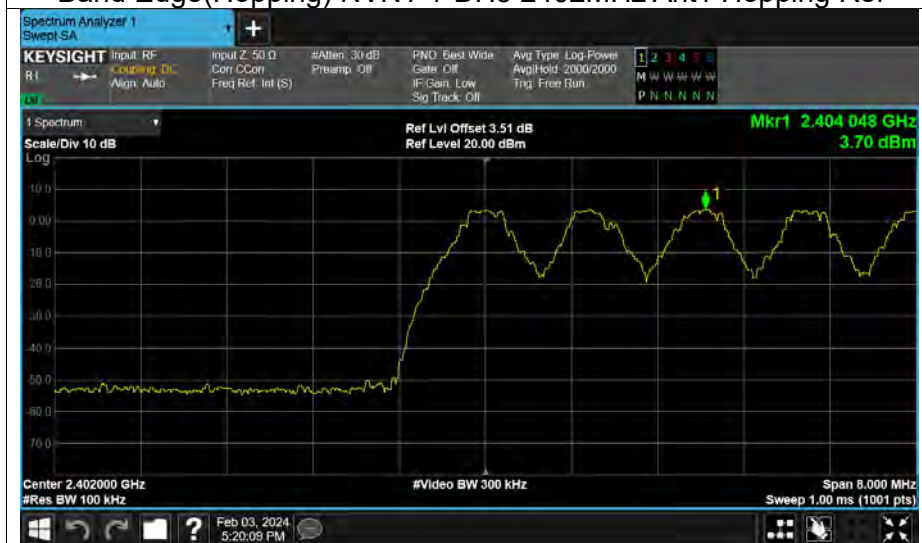 Band Edge(Hopping) NVNT 1-DH5 2402MHz Ant1 Hopping Ref
Spectrum Analyzer 1
Swept SA
+
KEYSIGHT Input: RF Input Z: 50 Ω #Atten: 30 dB PNO: Best Wide Avg Type: Log-Power 1 2 3 4 5 6
Coupling: DC Corr CCorr Preamp: Off Gate: Off Avg|Hold: 2000/2000 M W W W W W
Align: Auto Freq Ref: Int (S) IF Gain: Low Trig: Free Run
Sig Track: Off P N N N N N
1 Spectrum Ref Lvl Offset 3.51 dB Mkr1 2.404 048 GHz
Scale/Div 10 dB Ref Level 20.00 dBm 3.70 dBm
Log
10.0
1
0.00
-10.0
-20.0
-30.0
-40.0
-50.0
-60.0
-70.0
Center 2.402000 GHz #Video BW 300 kHz Span 8.000 MHz
#Res BW 100 kHz Sweep 1.00 ms (1001 pts)
? Feb 03, 2024
5:20:09 PM